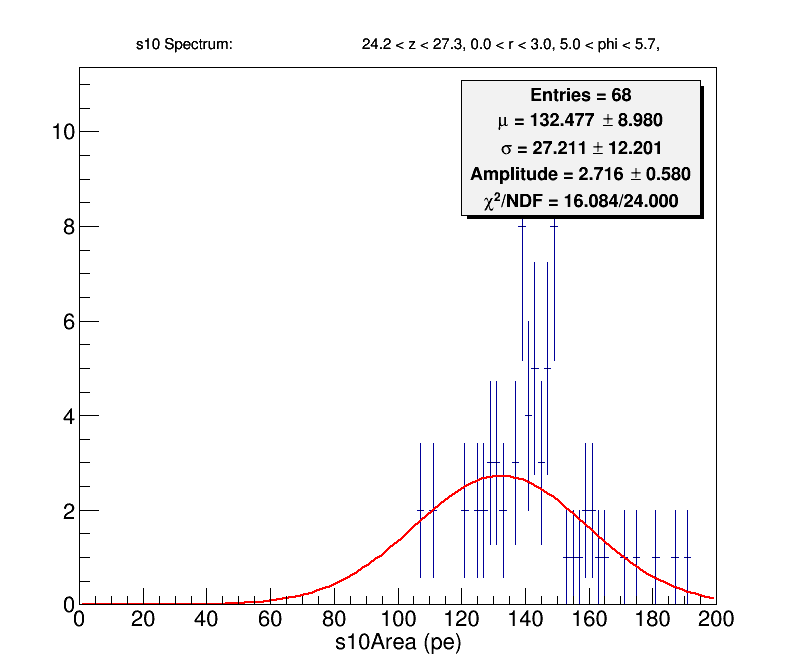 s10 Spectrum: 24.2 < z < 27.3, 0.0 < r < 3.0, 5.0 < phi < 5.7,
Entries = 68
μ = 132.477 ± 8.980
σ = 27.211 ± 12.201
Amplitude = 2.716 ± 0.580
χ²/NDF = 16.084/24.000
10
8
6
4
2
0
0 20 40 60 80 100 120 140 160 180 200
s10Area (pe)